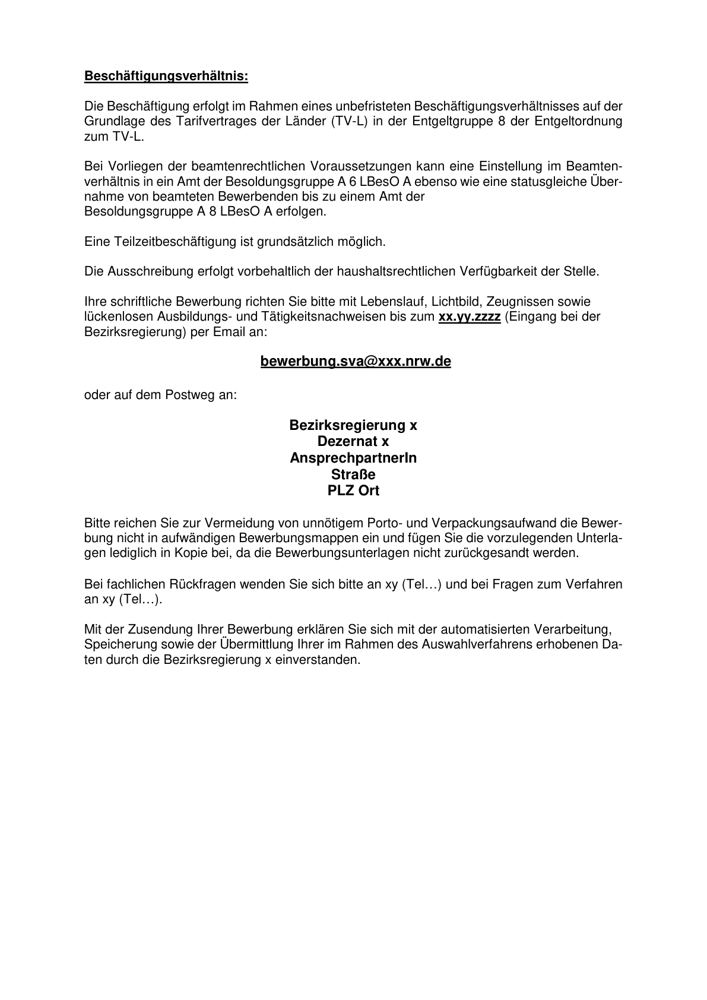 Beschäftigungsverhältnis:
Die Beschäftigung erfolgt im Rahmen eines unbefristeten Beschäftigungsverhältnisses auf der
Grundlage des Tarifvertrages der Länder (TV-L) in der Entgeltgruppe 8 der Entgeltordnung
zum TV-L.
Bei Vorliegen der beamtenrechtlichen Voraussetzungen kann eine Einstellung im Beamten-
verhältnis in ein Amt der Besoldungsgruppe A 6 LBesO A ebenso wie eine statusgleiche Über-
nahme von beamteten Bewerbenden bis zu einem Amt der
Besoldungsgruppe A 8 LBesO A erfolgen.
Eine Teilzeitbeschäftigung ist grundsätzlich möglich.
Die Ausschreibung erfolgt vorbehaltlich der haushaltsrechtlichen Verfügbarkeit der Stelle.
Ihre schriftliche Bewerbung richten Sie bitte mit Lebenslauf, Lichtbild, Zeugnissen sowie
lückenlosen Ausbildungs- und Tätigkeitsnachweisen bis zum xx.yy.zzzz (Eingang bei der
Bezirksregierung) per Email an:
bewerbung.sva@xxx.nrw.de
oder auf dem Postweg an:
Bezirksregierung x
Dezernat x
AnsprechpartnerIn
Straße
PLZ Ort
Bitte reichen Sie zur Vermeidung von unnötigem Porto- und Verpackungsaufwand die Bewer-
bung nicht in aufwändigen Bewerbungsmappen ein und fügen Sie die vorzulegenden Unterla-
gen lediglich in Kopie bei, da die Bewerbungsunterlagen nicht zurückgesandt werden.
Bei fachlichen Rückfragen wenden Sie sich bitte an xy (Tel…) und bei Fragen zum Verfahren
an xy (Tel…).
Mit der Zusendung Ihrer Bewerbung erklären Sie sich mit der automatisierten Verarbeitung,
Speicherung sowie der Übermittlung Ihrer im Rahmen des Auswahlverfahrens erhobenen Da-
ten durch die Bezirksregierung x einverstanden.